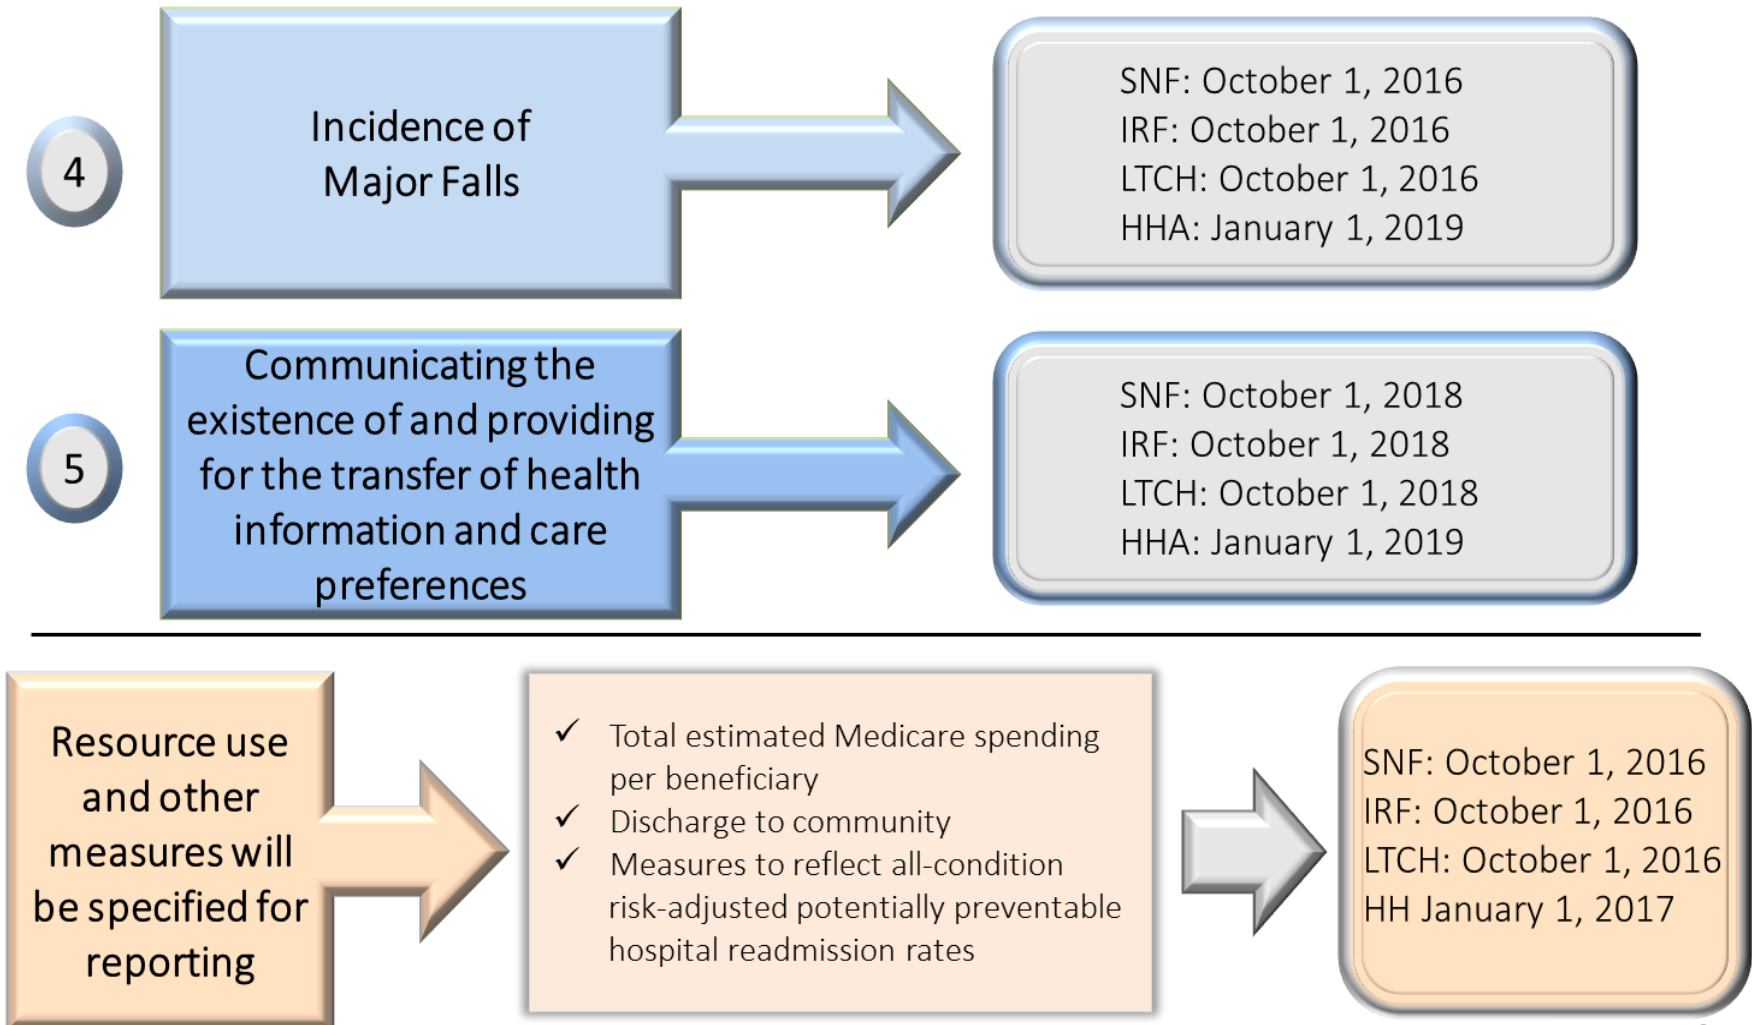 4
Incidence of
Major Falls
SNF: October 1, 2016
IRF: October 1, 2016
LTCH: October 1, 2016
HHA: January 1, 2019
5
Communicating the
existence of and providing
for the transfer of health
information and care
preferences
SNF: October 1, 2018
IRF: October 1, 2018
LTCH: October 1, 2018
HHA: January 1, 2019
Resource use
and other
measures will
be specified for
reporting
✓ Total estimated Medicare spending
per beneficiary
✓ Discharge to community
✓ Measures to reflect all-condition
risk-adjusted potentially preventable
hospital readmission rates
SNF: October 1, 2016
IRF: October 1, 2016
LTCH: October 1, 2016
HH January 1, 2017